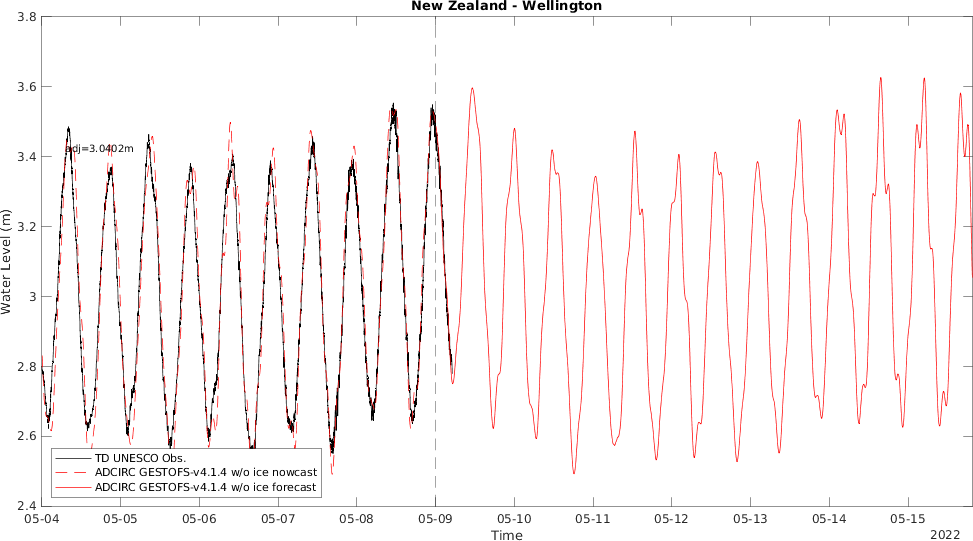 New Zealand - Wellington
3.8
3.6
3.4
3.2
3
2.8
2.6
2.4
Water Level (m)
adj=3.0402m
TD UNESCO Obs.
ADCIRC GESTOFS-v4.1.4 w/o ice nowcast
ADCIRC GESTOFS-v4.1.4 w/o ice forecast
05-04 05-05 05-06 05-07 05-08 05-09 05-10 05-11 05-12 05-13 05-14 05-15
Time
2022